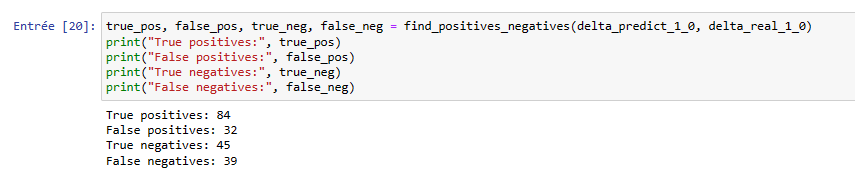 Entrée [20]: true_pos, false_pos, true_neg, false_neg = find_positives_negatives(delta_predict_1_0, delta_real_1_0)
print("True positives:", true_pos)
print("False positives:", false_pos)
print("True negatives:", true_neg)
print("False negatives:", false_neg)
True positives: 84
False positives: 32
True negatives: 45
False negatives: 39